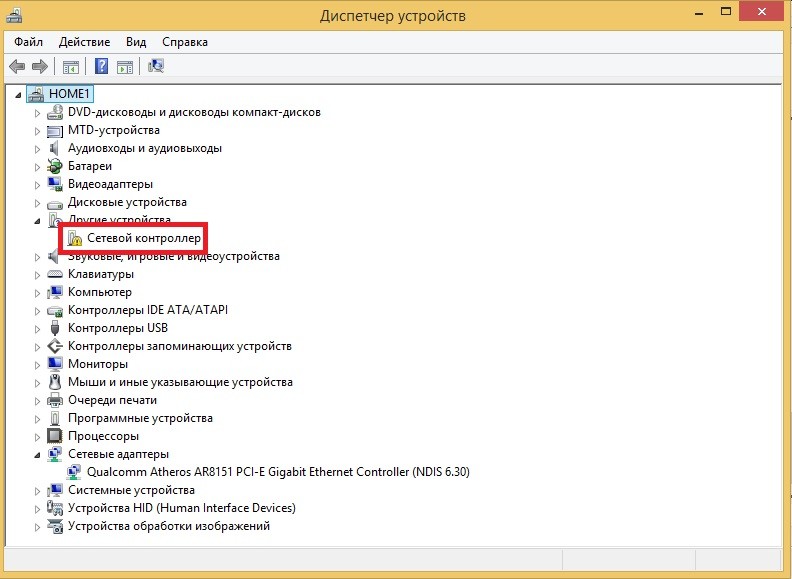 Диспетчер устройств
Файл Действие Вид Справка
HOME1
DVD-дисководы и дисководы компакт-дисков
MTD-устройства
Аудиовходы и аудиовыходы
Батареи
Видеоадаптеры
Дисковые устройства
Другие устройства
Сетевой контроллер
Звуковые, игровые и видеоустройства
Клавиатуры
Компьютер
Контроллеры IDE ATA/ATAPI
Контроллеры USB
Контроллеры запоминающих устройств
Мониторы
Мыши и иные указывающие устройства
Очереди печати
Программные устройства
Процессоры
Сетевые адаптеры
Qualcomm Atheros AR8151 PCI-E Gigabit Ethernet Controller (NDIS 6.30)
Системные устройства
Устройства HID (Human Interface Devices)
Устройства обработки изображений